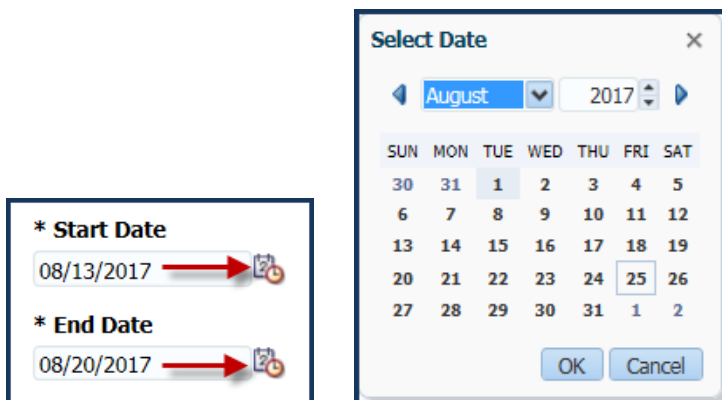 * Start Date
08/13/2017
* End Date
08/20/2017
Select Date
August 2017
SUN MON TUE WED THU FRI SAT
30 31 1 2 3 4 5
6 7 8 9 10 11 12
13 14 15 16 17 18 19
20 21 22 23 24 25 26
27 28 29 30 31 1 2
OK Cancel